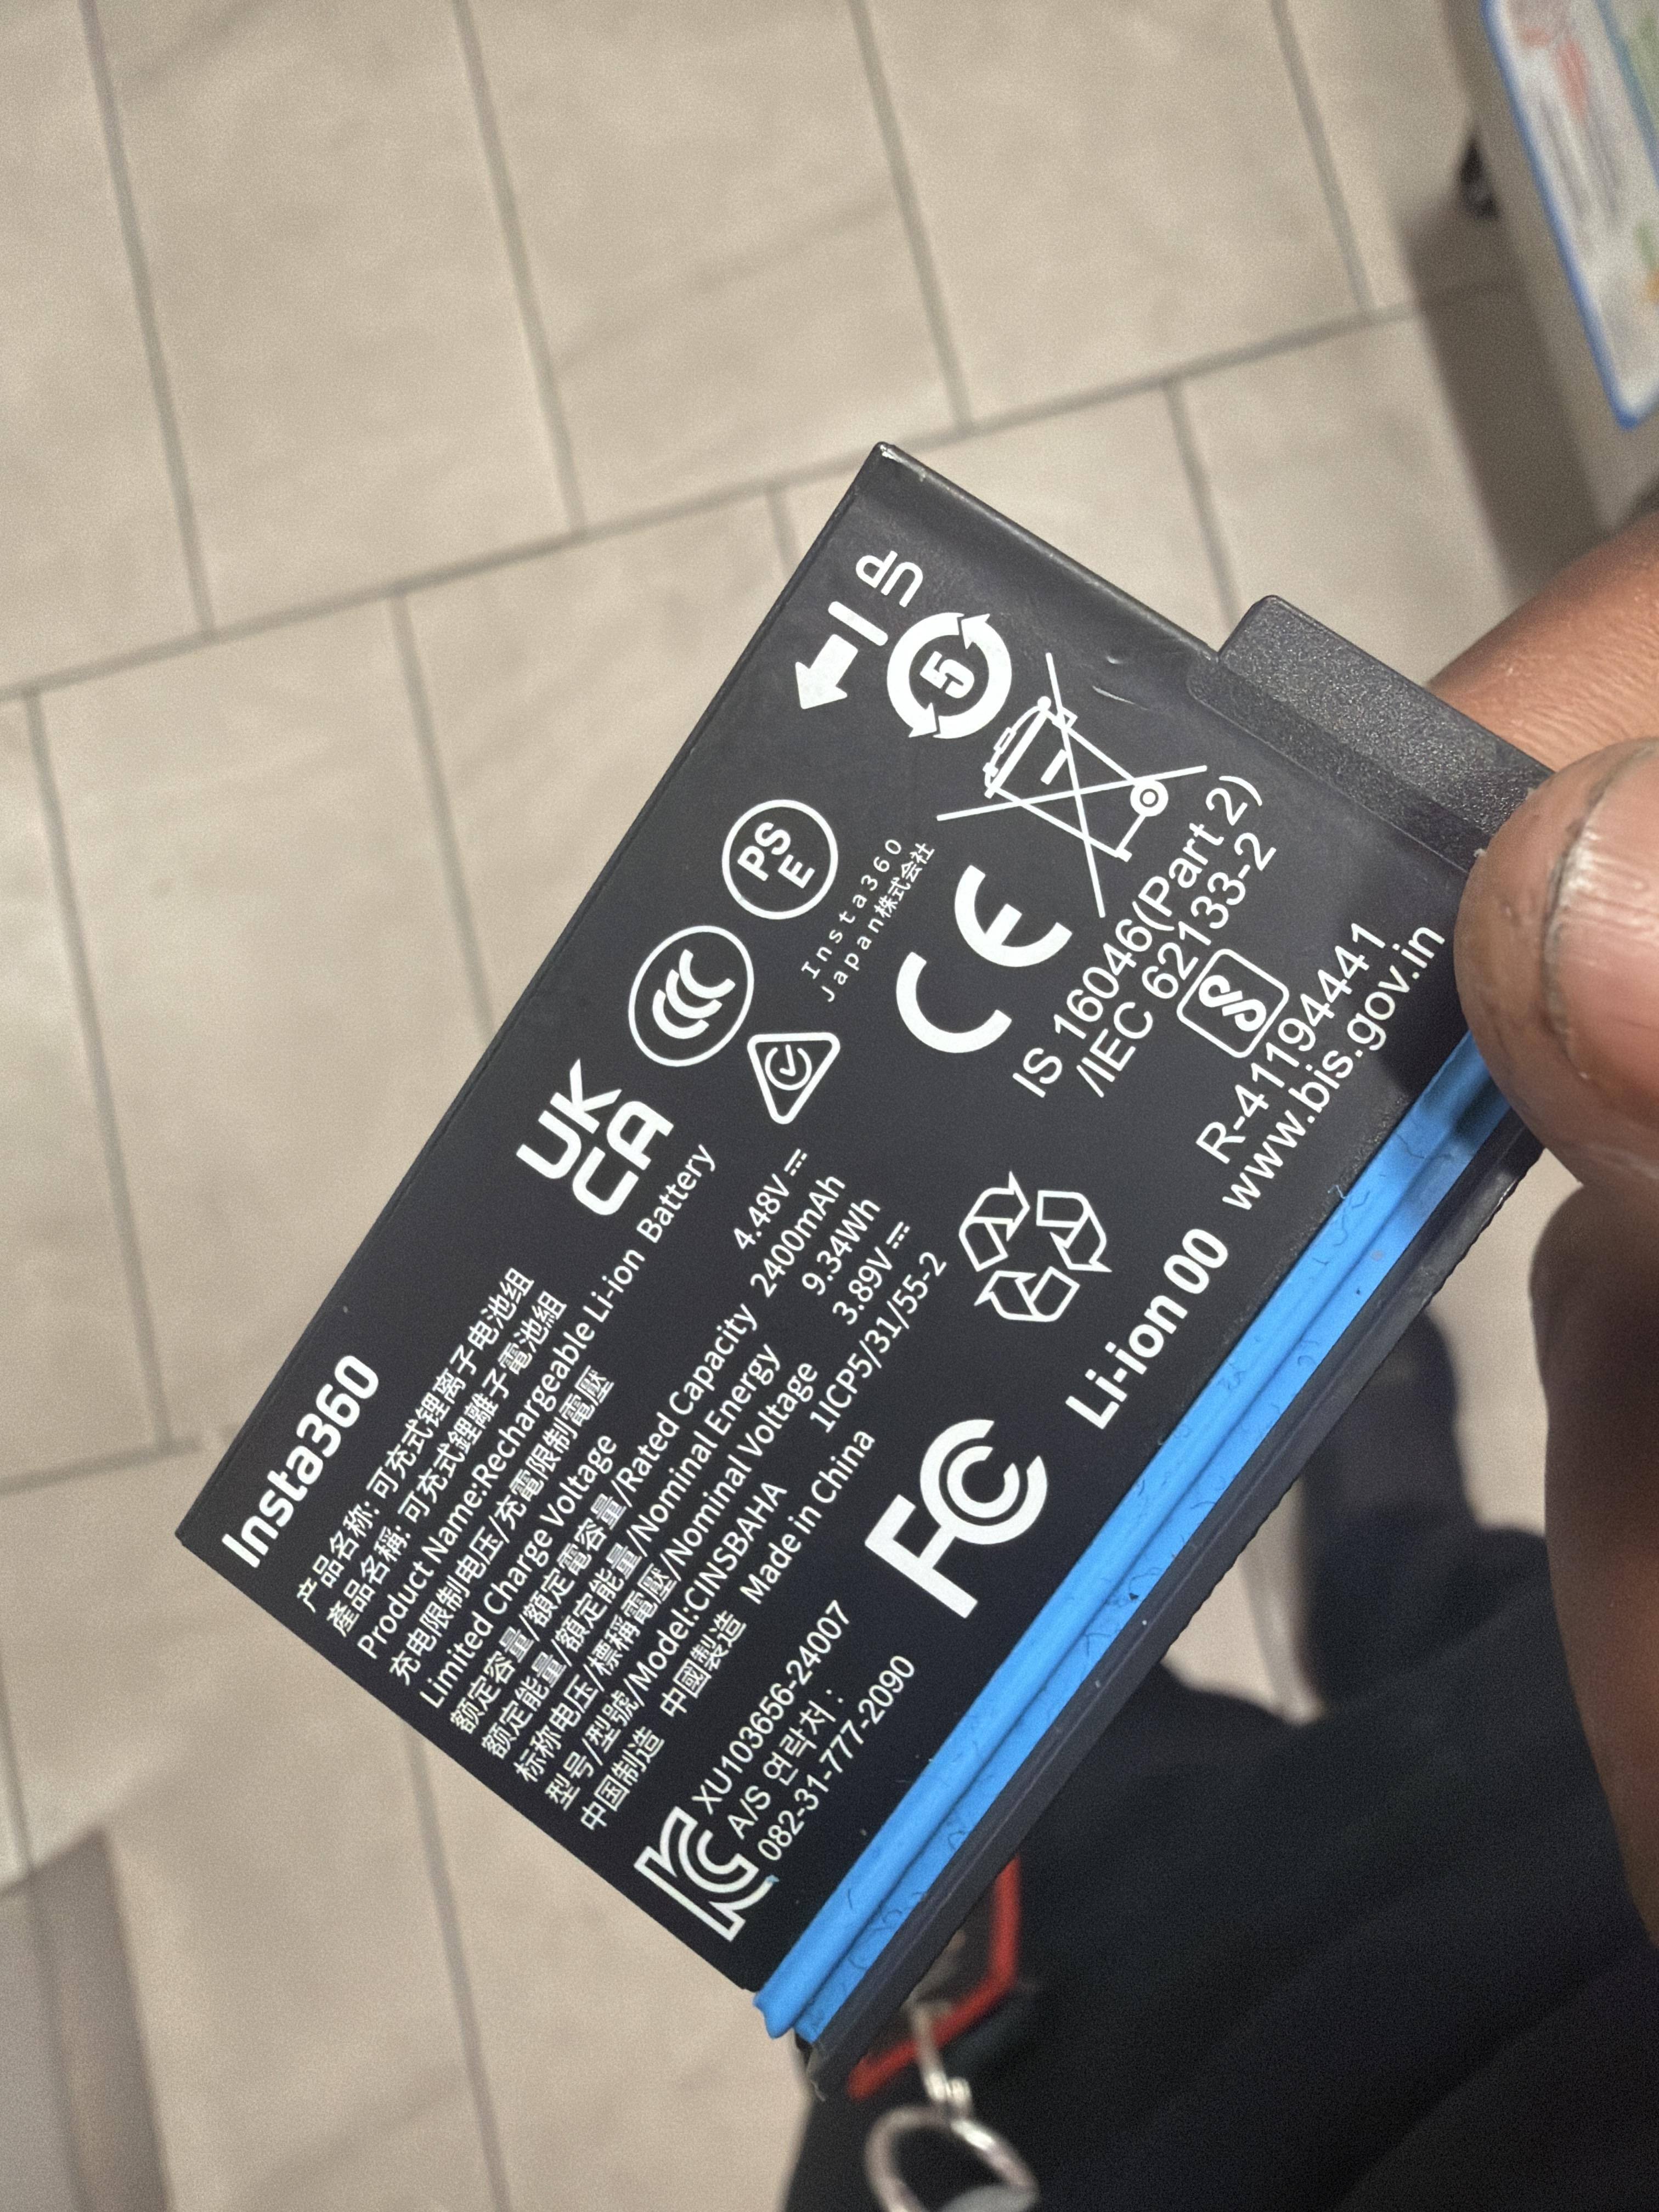 Insta360
产品名称: 可充式锂离子电池组
產品名稱: 可充式鋰離子電池組
Product Name:Rechargeable Li-ion Battery
充电限制电压/充電限制電壓
Limited Charge Voltage 4.48V
额定容量/額定電容量/Rated Capacity 2400mAh
额定能量/額定能量/Nominal Energy 9.34Wh
标称电压/標稱電壓/Nominal Voltage 3.89V
型号/型號/Model:CINSBAHA 1ICP5/31/55-2
中国制造 中國製造 Made in China
XU103656-24007
A/S 연락처 :
082-31-777-2090
KC
FC
Li-ion 00
UK
CA
CCC
PS
E
Insta360
Japan株式会社
CE
IS 16046(Part 2)
/IEC 62133-2
R-41194441
www.bis.gov.in
5
UP